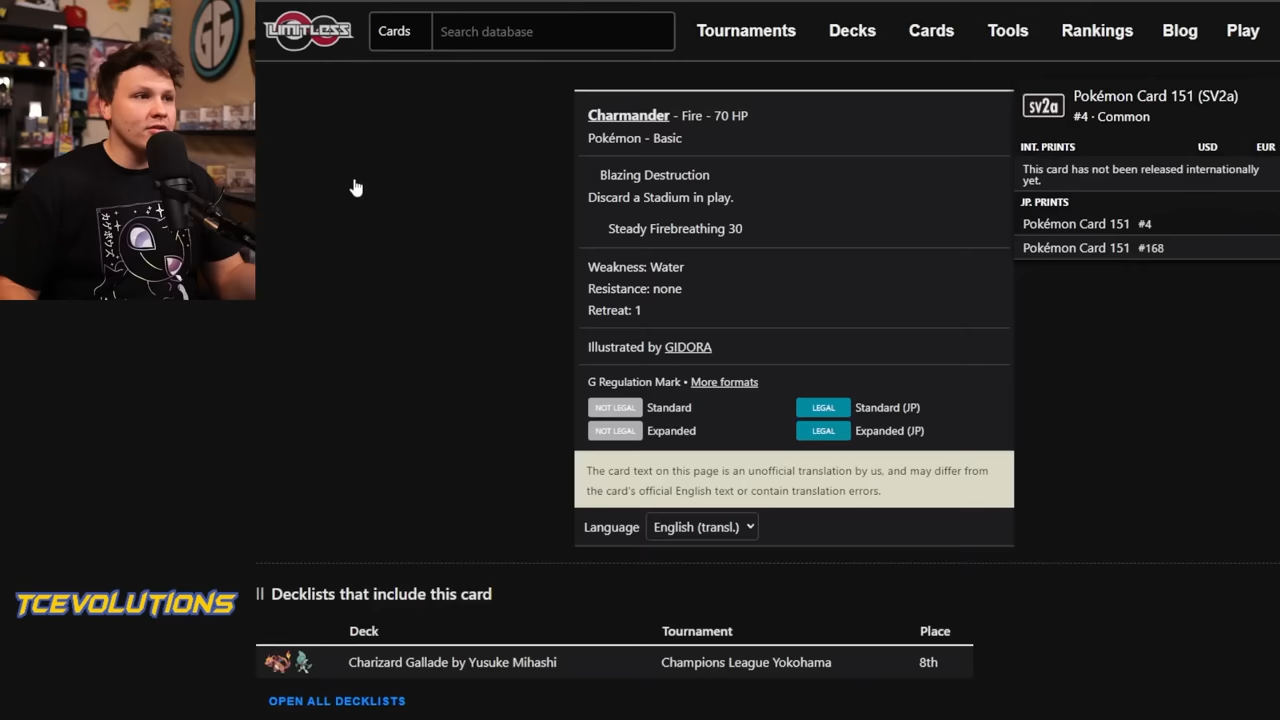 LIMITLESS
Cards
Search database
Tournaments
Decks
Cards
Tools
Rankings
Blog
Play
Charmander - Fire - 70 HP
Pokémon - Basic
Blazing Destruction
Discard a Stadium in play.
Steady Firebreathing 30
Weakness: Water
Resistance: none
Retreat: 1
Illustrated by GIDORA
G Regulation Mark • More formats
NOT LEGAL Standard
LEGAL Standard (JP)
NOT LEGAL Expanded
LEGAL Expanded (JP)
The card text on this page is an unofficial translation by us, and may differer from
the card's official English text or contain translation errors.
Language English (transl.)
sv2a
Pokémon Card 151 (SV2a)
#4 · Common
INT. PRINTS USD EUR
This card has not been released internationally
yet.
JP. PRINTS
Pokémon Card 151 #4
Pokémon Card 151 #168
TCEVOLUTIONS
Decklists that include this card
Deck Tournament Place
Charizard Gallade by Yusuke Mihashi Champions League Yokohama 8th
OPEN ALL DECKLISTS